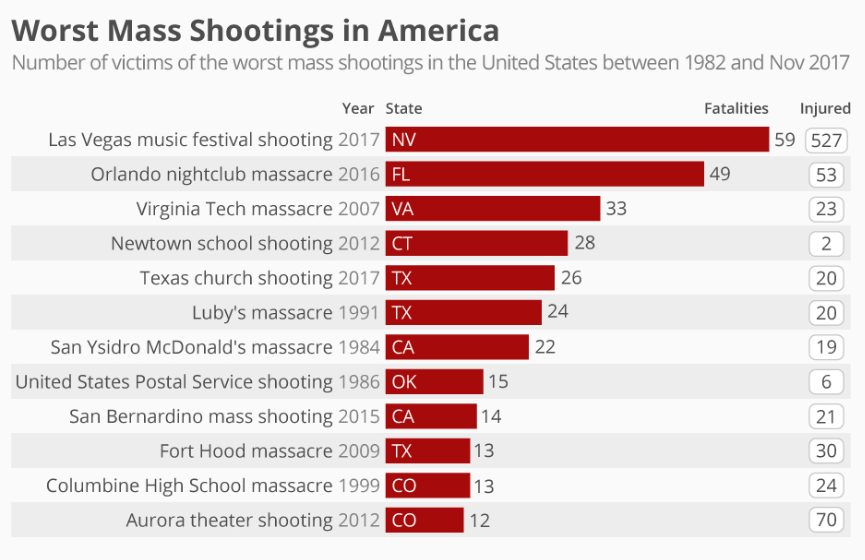 Worst Mass Shootings in America
Number of victims of the worst mass shootings in the United States between 1982 and Nov 2017
Year State Fatalities Injured
Las Vegas music festival shooting 2017 NV 59 527
Orlando nightclub massacre 2016 FL 49 53
Virginia Tech massacre 2007 VA 33 23
Newtown school shooting 2012 CT 28 2
Texas church shooting 2017 TX 26 20
Luby's massacre 1991 TX 24 20
San Ysidro McDonald's massacre 1984 CA 22 19
United States Postal Service shooting 1986 OK 15 6
San Bernardino mass shooting 2015 CA 14 21
Fort Hood massacre 2009 TX 13 30
Columbine High School massacre 1999 CO 13 24
Aurora theater shooting 2012 CO 12 70